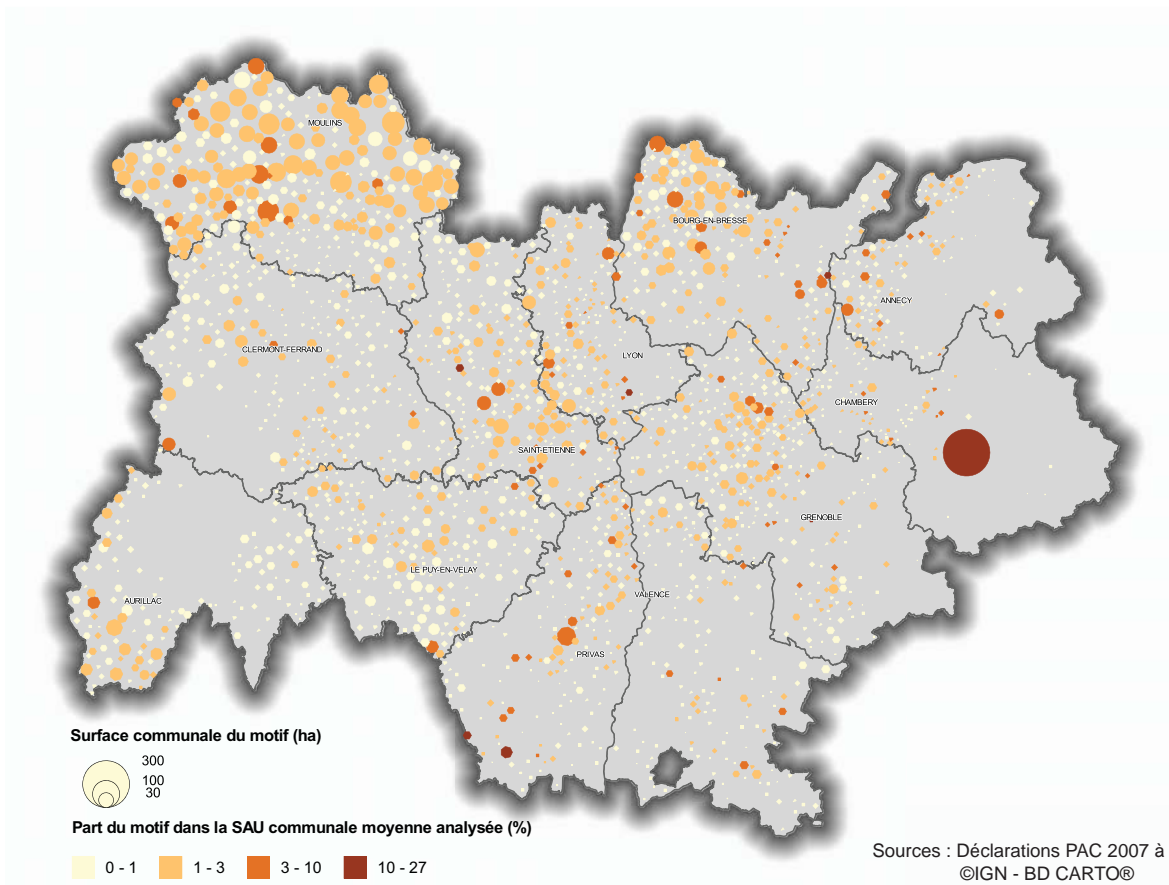 MOULINS
BOURG-EN-BRESSE
ANNECY
CLERMONT-FERRAND
LYON
CHAMBERY
SAINT-ETIENNE
GRENOBLE
LE PUY-EN-VELAY
VALENCE
AURILLAC
PRIVAS
Surface communale du motif (ha)
300
100
30
Part du motif dans la SAU communale moyenne analysée (%)
0 - 1
1 - 3
3 - 10
10 - 27
Sources : Déclarations PAC 2007 à
©IGN - BD CARTO®